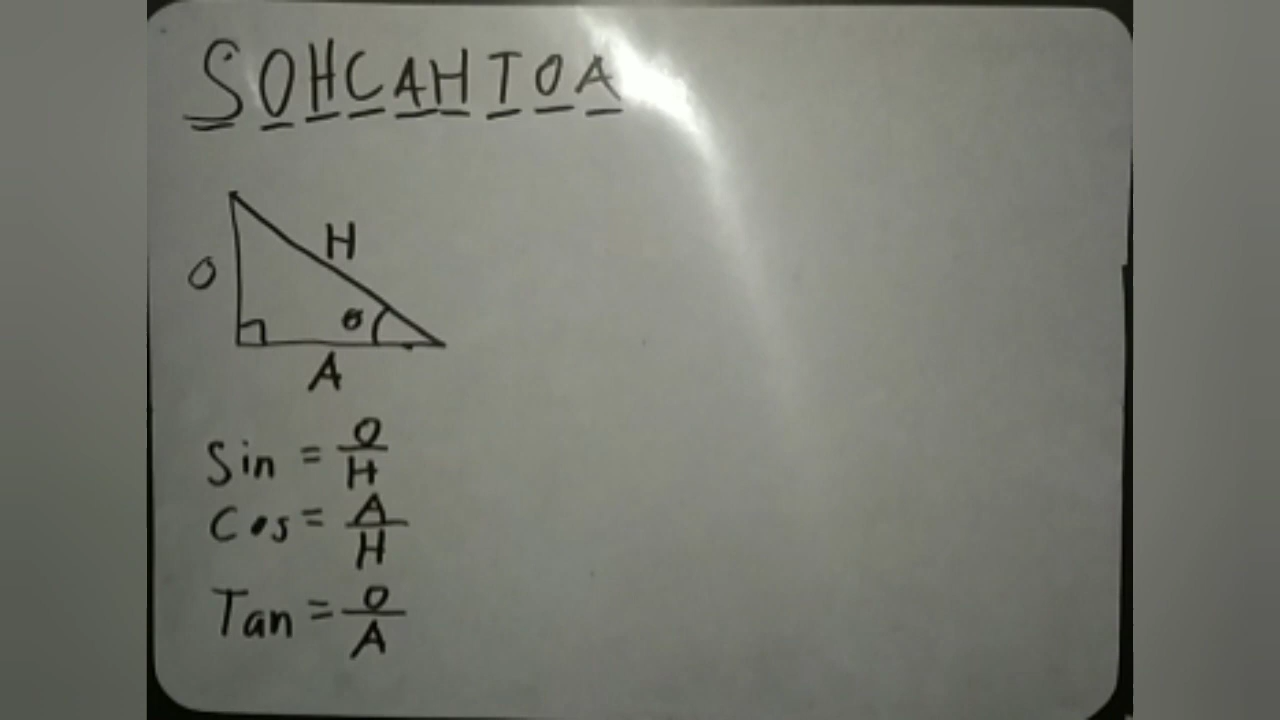 SOHCAHTOA
H
O
θ
A
Sin = O/H
Cos = A/H
Tan = O/A